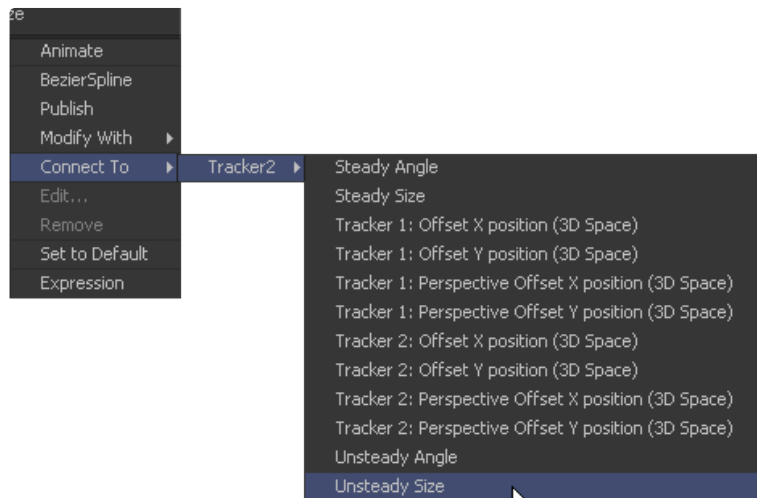 Animate
BezierSpline
Publish
Modify With
Connect To
Edit...
Remove
Set to Default
Expression
Tracker2
Steady Angle
Steady Size
Tracker 1: Offset X position (3D Space)
Tracker 1: Offset Y position (3D Space)
Tracker 1: Perspective Offset X position (3D Space)
Tracker 1: Perspective Offset Y position (3D Space)
Tracker 2: Offset X position (3D Space)
Tracker 2: Offset Y position (3D Space)
Tracker 2: Perspective Offset X position (3D Space)
Tracker 2: Perspective Offset Y position (3D Space)
Unsteady Angle
Unsteady Size